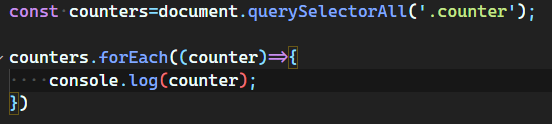 const counters=document.querySelectorAll('.counter');
counters.forEach((counter)=>{
    console.log(counter);
})